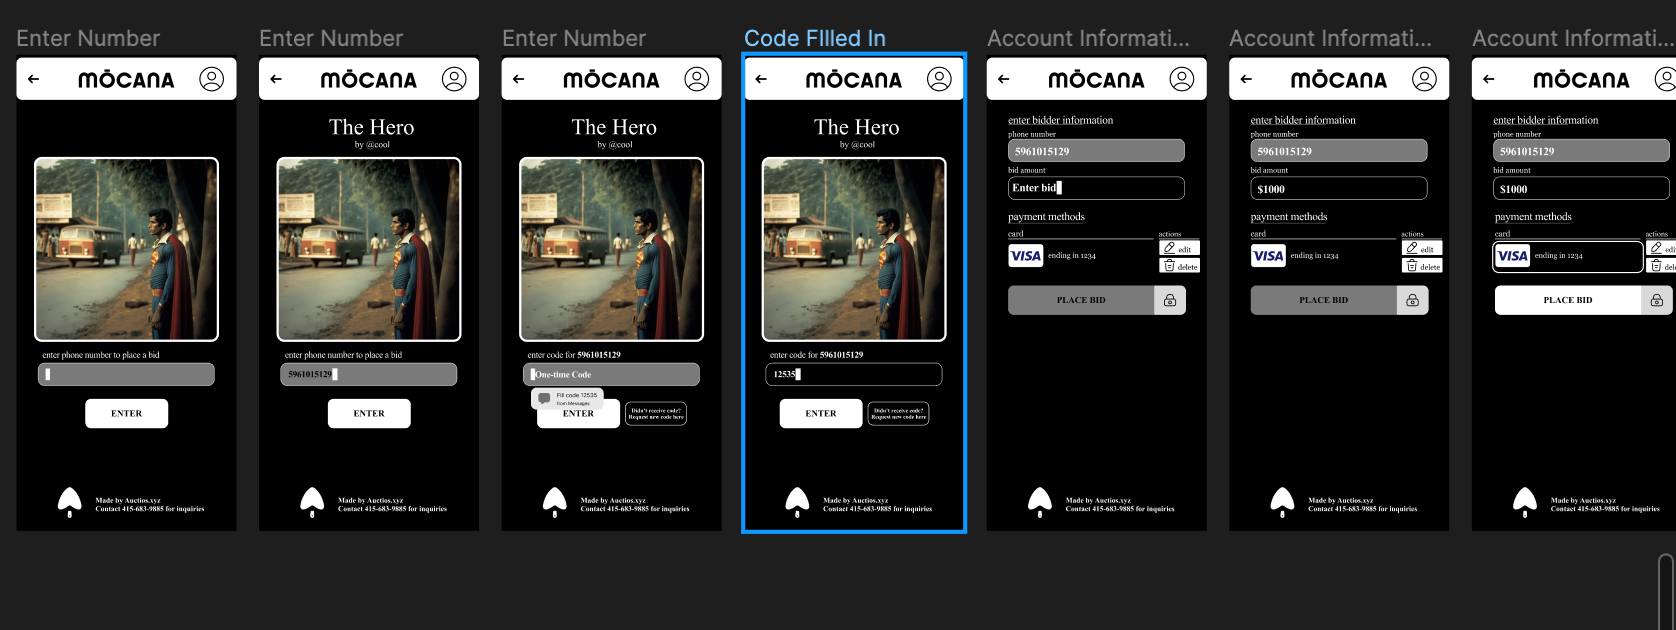 Enter Number
MŌCANA
enter phone number to place a bid
ENTER
Made by Auctios.xyz
Contact 415-683-9885 for inquiries
Enter Number
MŌCANA
The Hero
by @cool
enter phone number to place a bid
5961015129
ENTER
Made by Auctios.xyz
Contact 415-683-9885 for inquiries
Enter Number
MŌCANA
The Hero
by @cool
enter code for 5961015129
One-time Code
Fill code 12535
from Messages
ENTER
Didn't receive code?
Request new code here
Made by Auctios.xyz
Contact 415-683-9885 for inquiries
Code FIlled In
MŌCANA
The Hero
by @cool
enter code for 5961015129
12535
ENTER
Didn't receive code?
Request new code here
Made by Auctios.xyz
Contact 415-683-9885 for inquiries
Account Informati...
MŌCANA
enter bidder information
phone number
5961015129
bid amount
Enter bid
payment methods
card
actions
VISA
ending in 1234
edit
delete
PLACE BID
Made by Auctios.xyz
Contact 415-683-9885 for inquiries
Account Informati...
MŌCANA
enter bidder information
phone number
5961015129
bid amount
$1000
payment methods
card
actions
VISA
ending in 1234
edit
delete
PLACE BID
Made by Auctios.xyz
Contact 415-683-9885 for inquiries
Account Informati...
MŌCANA
enter bidder information
phone number
5961015129
bid amount
$1000
payment methods
card
actions
VISA
ending in 1234
PLACE BID
Made by Auctios.xyz
Contact 415-683-9885 for inquiries